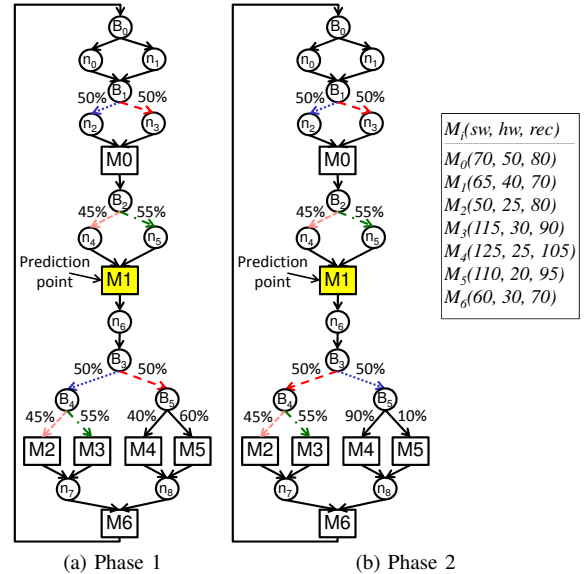 B0
n0 n1
B1
50% 50%
n2 n3
M0
B2
45% 55%
n4 n5
Prediction
point
M1
n6
B3
50% 50%
B4 B5
45% 55% 40% 60%
M2 M3 M4 M5
n7 n8
M6
(a) Phase 1
B0
n0 n1
B1
50% 50%
n2 n3
M0
B2
45% 55%
n4 n5
Prediction
point
M1
n6
B3
50% 50%
B4 B5
45% 55% 90% 10%
M2 M3 M4 M5
n7 n8
M6
(b) Phase 2
Mi(sw, hw, rec)
M0(70, 50, 80)
M1(65, 40, 70)
M2(50, 25, 80)
M3(115, 30, 90)
M4(125, 25, 105)
M5(110, 20, 95)
M6(60, 30, 70)